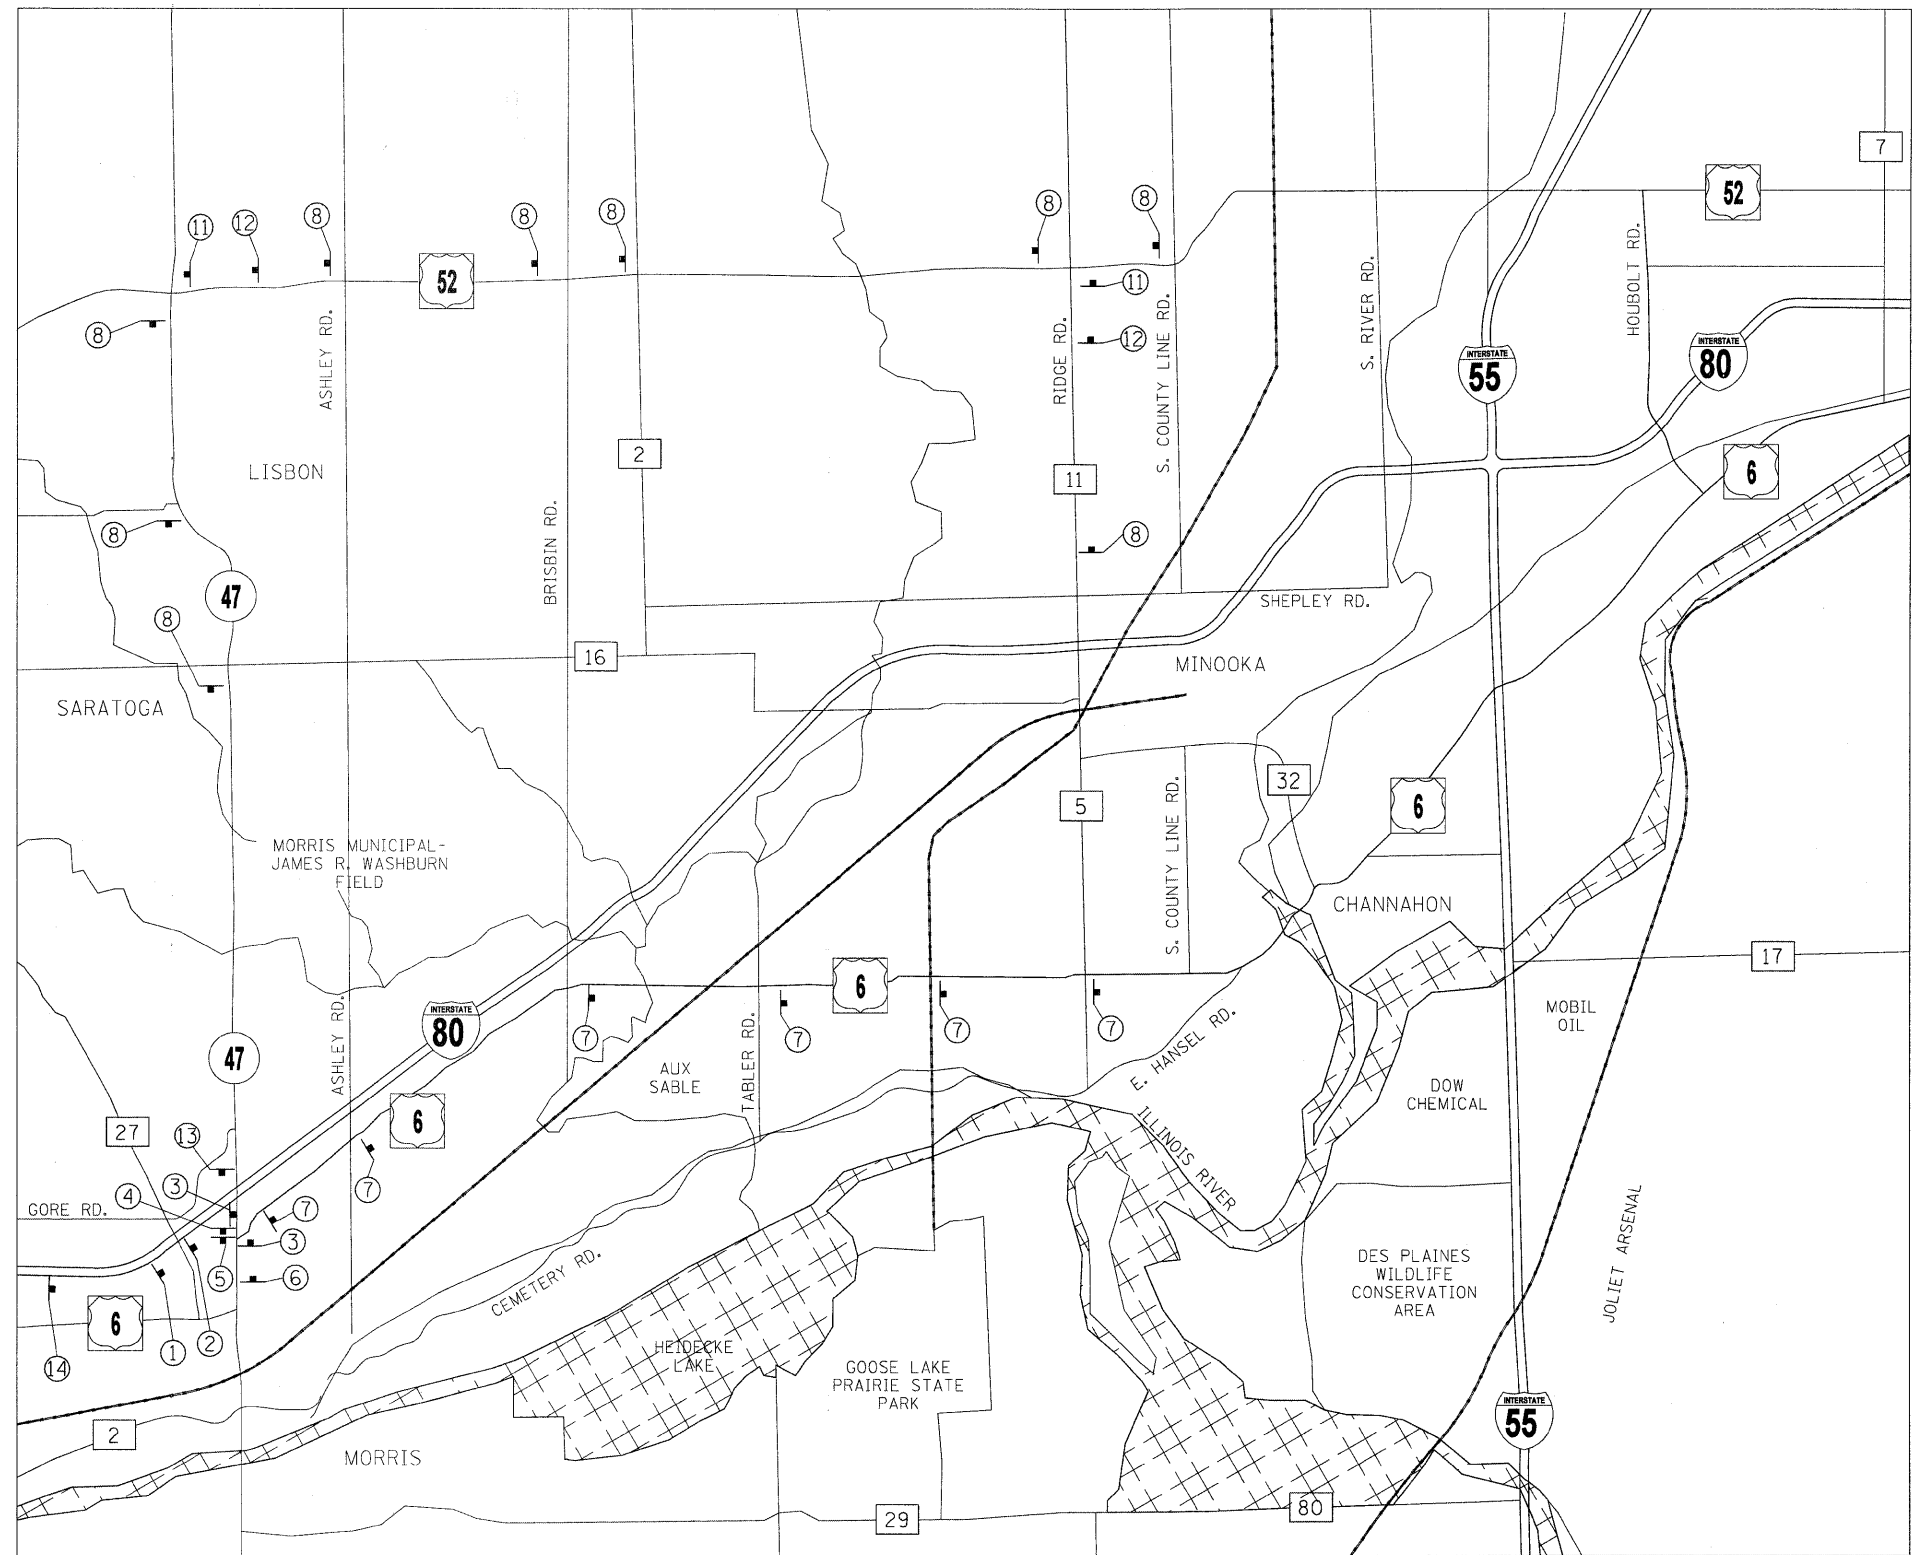 7
52
8
8
8
8
8
11
12
HOUBOLT RD.
52
S. RIVER RD.
11
ASHLEY RD.
RIDGE RD.
S. COUNTY LINE RD.
8
12
INTERSTATE
80
INTERSTATE
55
2
LISBON
11
6
8
8
BRISBIN RD.
47
SHEPLEY RD.
8
16
MINOOKA
SARATOGA
32
5
6
S. COUNTY LINE RD.
MORRIS MUNICIPAL-
JAMES R. WASHBURN
FIELD
CHANNAHON
17
6
MOBIL
OIL
INTERSTATE
80
ASHLEY RD.
7
7
7
7
E. HANSEL RD.
47
AUX
SABLE
TABLER RD.
DOW
CHEMICAL
6
27
13
ILLINOIS RIVER
3
4
7
7
GORE RD.
3
5
6
JOLIET ARSENAL
DES PLAINES
WILDLIFE
CONSERVATION
AREA
CEMETERY RD.
6
1
2
14
HEIDECKE
LAKE
GOOSE LAKE
PRAIRIE STATE
PARK
INTERSTATE
55
2
MORRIS
29
80